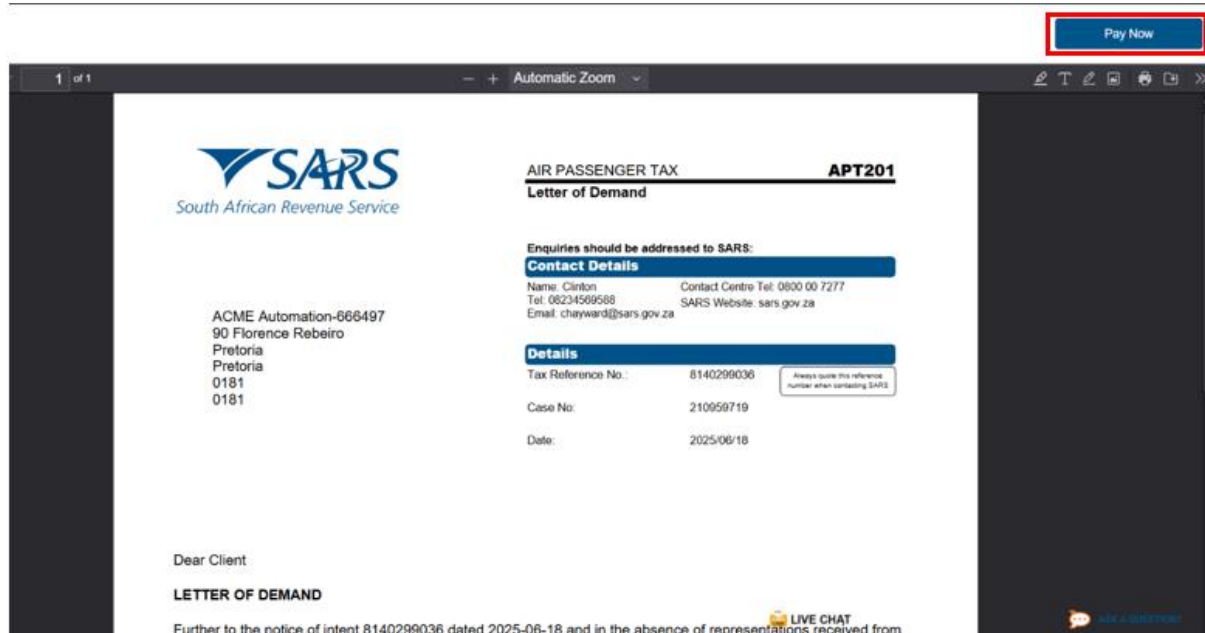 Pay Now
1 of 1
Automatic Zoom
SARS
South African Revenue Service
AIR PASSENGER TAX APT201
Letter of Demand
Enquiries should be addressed to SARS:
Contact Details
Name: Clinton Contact Centre Tel: 0800 00 7277
Tel: 08234569588 SARS Website: sars.gov.za
Email: chayward@sars.gov.za
ACME Automation-666497
90 Florence Rebeiro
Pretoria
Pretoria
0181
0181
Details
Tax Reference No.: 8140299036
Always quote this reference
number when contacting SARS
Case No: 210959719
Date: 2025/06/18
Dear Client
LETTER OF DEMAND
LIVE CHAT
ASK A QUESTION
Further to the notice of intent 8140299036 dated 2025-06-18 and in the absence of representations received from